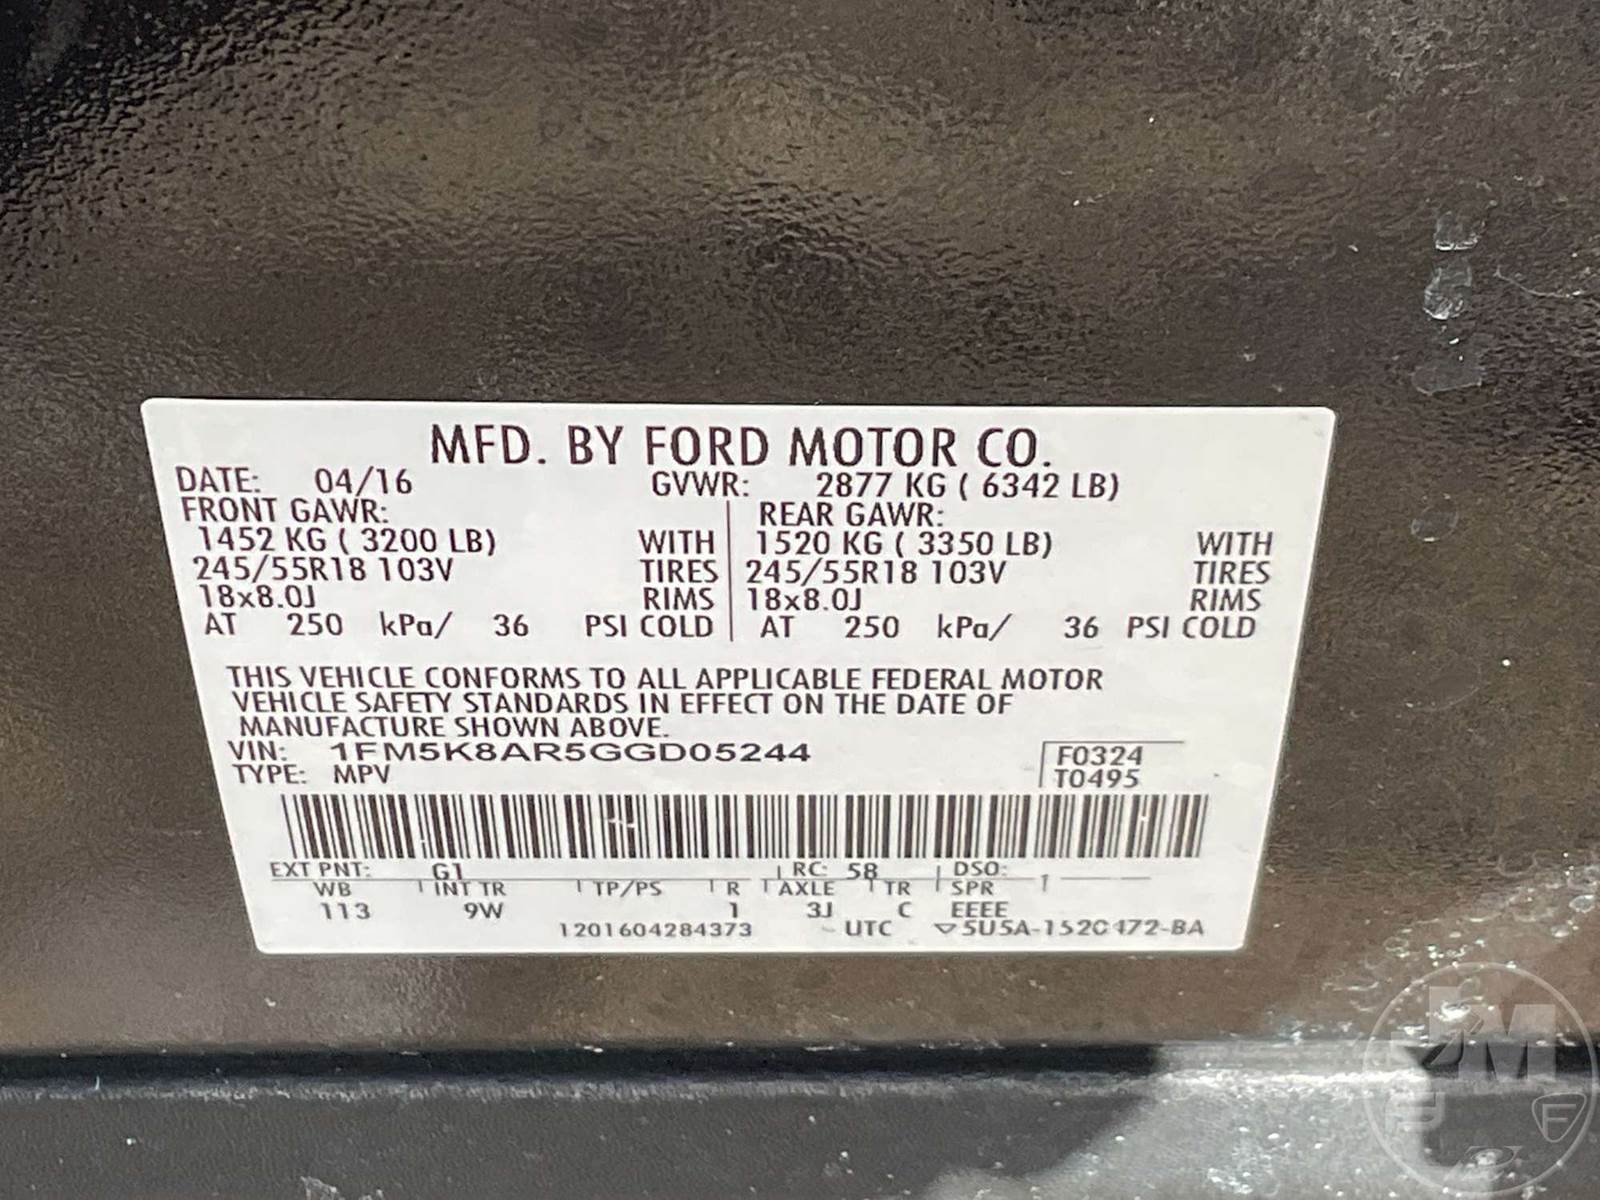 MFD. BY FORD MOTOR CO.
DATE: 04/16 GVWR: 2877 KG ( 6342 LB)
FRONT GAWR: REAR GAWR:
1452 KG ( 3200 LB) WITH 1520 KG ( 3350 LB) WITH
245/55R18 103V TIRES 245/55R18 103V TIRES
18x8.0J RIMS 18x8.0J RIMS
AT 250 kPa/ 36 PSI COLD AT 250 kPa/ 36 PSI COLD
THIS VEHICLE CONFORMS TO ALL APPLICABLE FEDERAL MOTOR
VEHICLE SAFETY STANDARDS IN EFFECT ON THE DATE OF
MANUFACTURE SHOWN ABOVE.
VIN: 1FM5K8AR5GGD05244 F0324
TYPE: MPV T0495
EXT PNT: G1 RC: 58 DSO:
WB INT TR TP/PS R AXLE TR SPR
113 9W 1 3J C EEEE
1201604284373 UTC 5U5A-1520472-BA